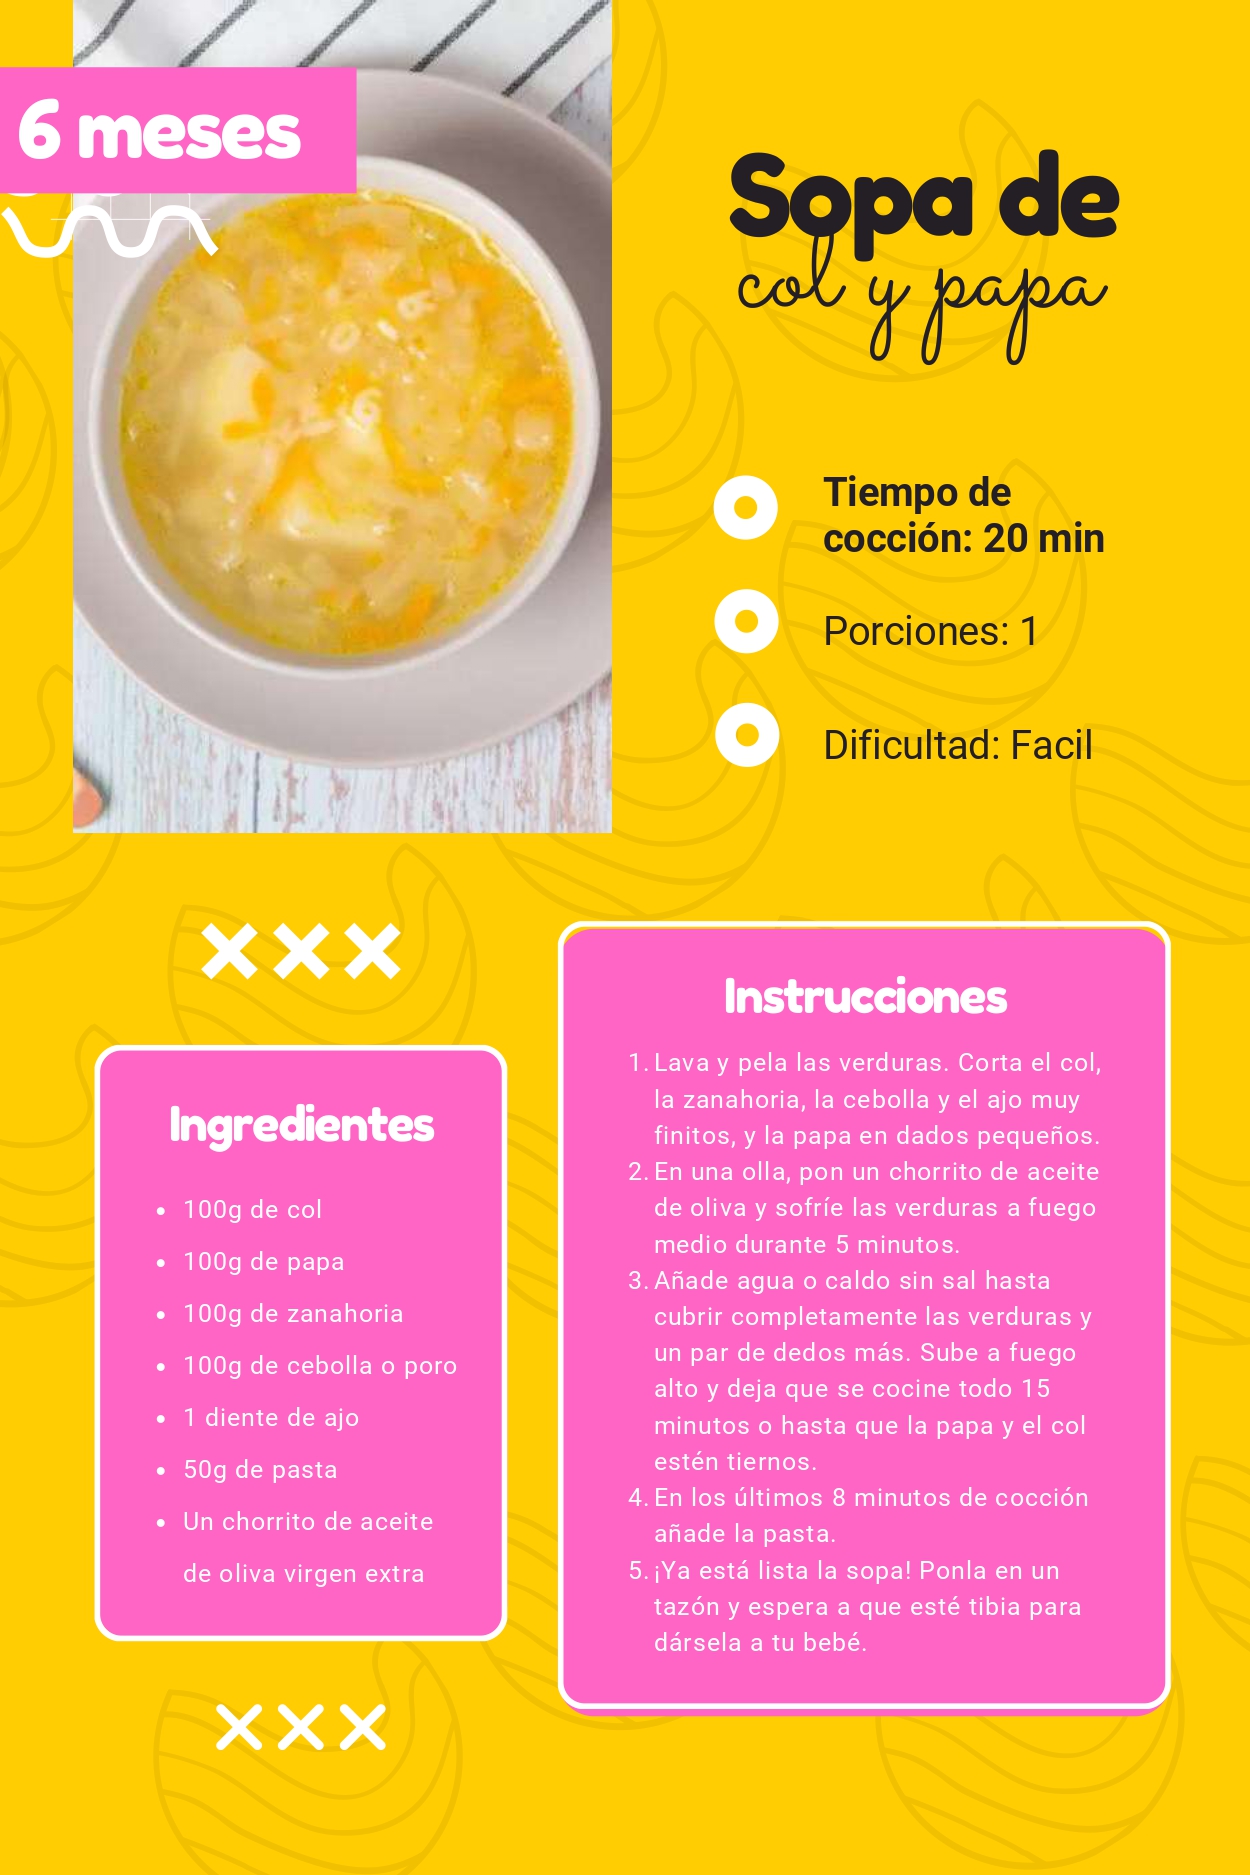 6 meses
Sopa de
col y papa
Tiempo de
cocción: 20 min
Porciones: 1
Dificultad: Facil
Ingredientes
• 100g de col
• 100g de papa
• 100g de zanahoria
• 100g de cebolla o poro
• 1 diente de ajo
• 50g de pasta
• Un chorrito de aceite
de oliva virgen extra
Instrucciones
1. Lava y pela las verduras. Corta el col,
la zanahoria, la cebolla y el ajo muy
finitos, y la papa en dados pequeños.
2. En una olla, pon un chorrito de aceite
de oliva y sofríe las verduras a fuego
medio durante 5 minutos.
3. Añade agua o caldo sin sal hasta
cubrir completamente las verduras y
un par de dedos más. Sube a fuego
alto y deja que se cocine todo 15
minutos o hasta que la papa y el col
estén tiernos.
4. En los últimos 8 minutos de cocción
añade la pasta.
5. ¡Ya está lista la sopa! Ponla en un
tazón y espera a que esté tibia para
dársela a tu bebé.